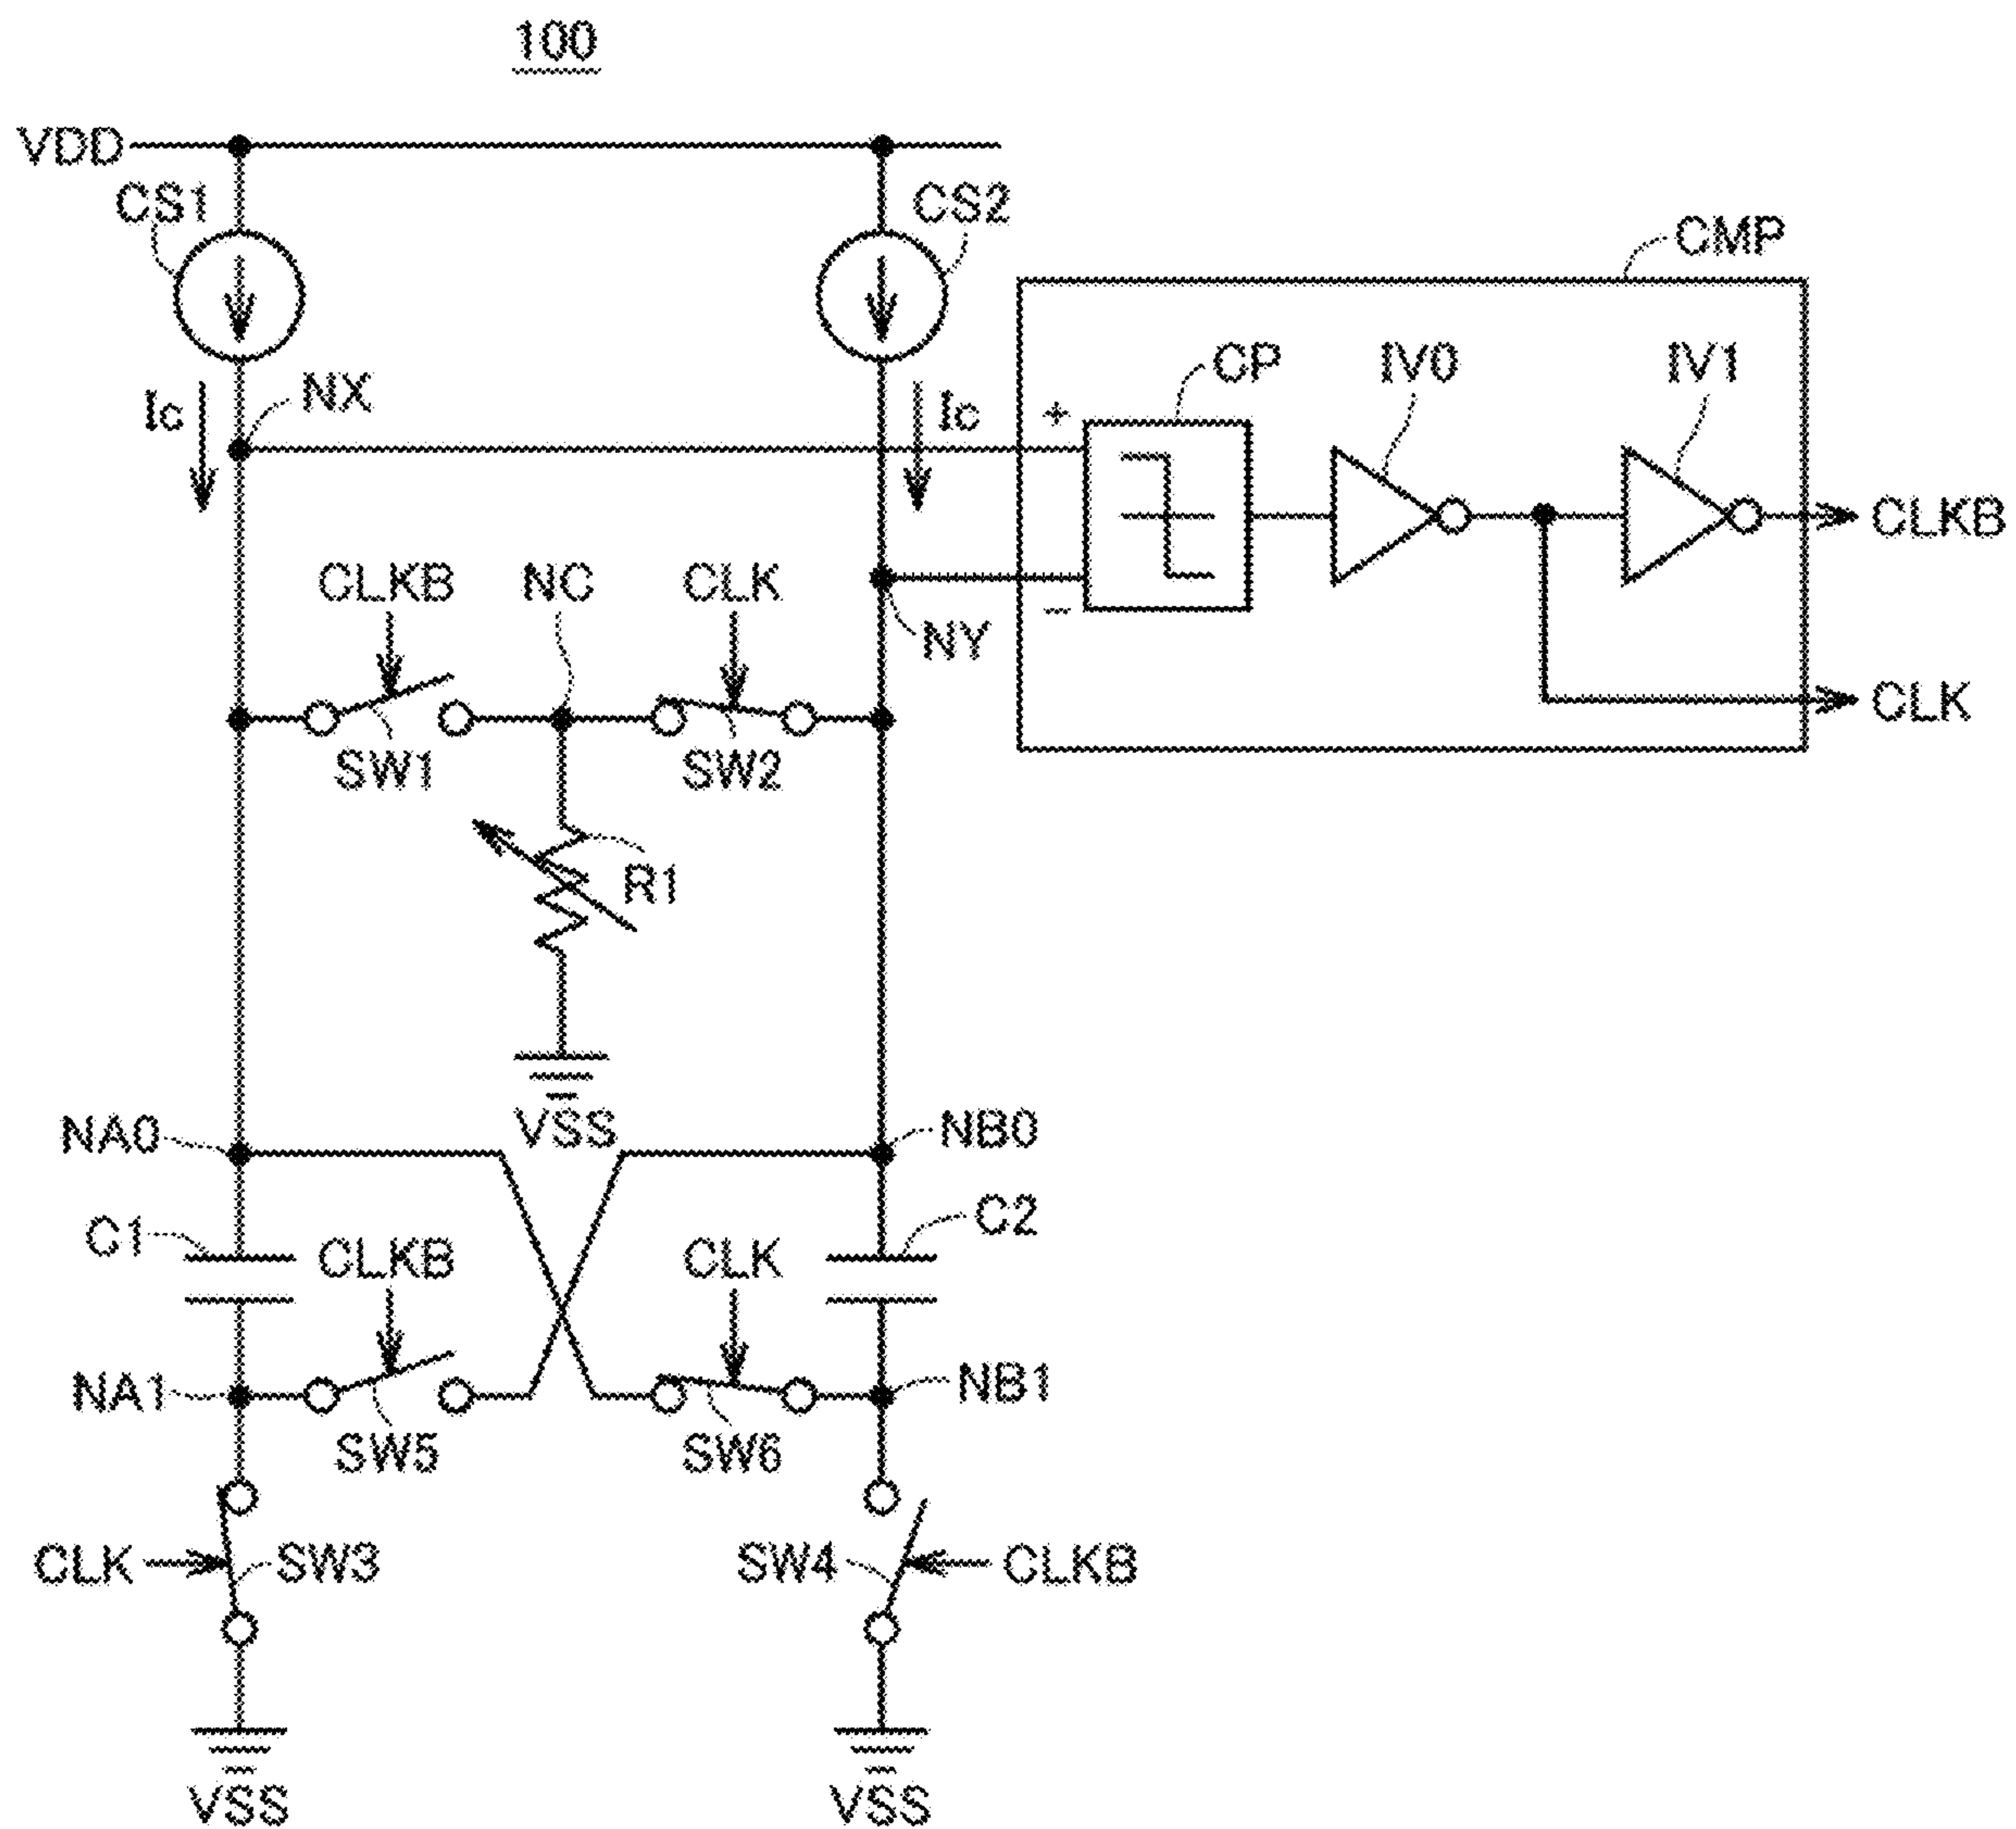 100
VDD
CS1
CS2
CMP
CP
IV0
IV1
Ic
NX
Ic
+
CLKB
NC
CLK
CLKB
−
NY
SW1
SW2
CLK
R1
VSS
NA0
NB0
C1
CLKB
CLK
C2
NA1
NB1
SW5
SW6
CLK
SW3
SW4
CLKB
VSS
VSS